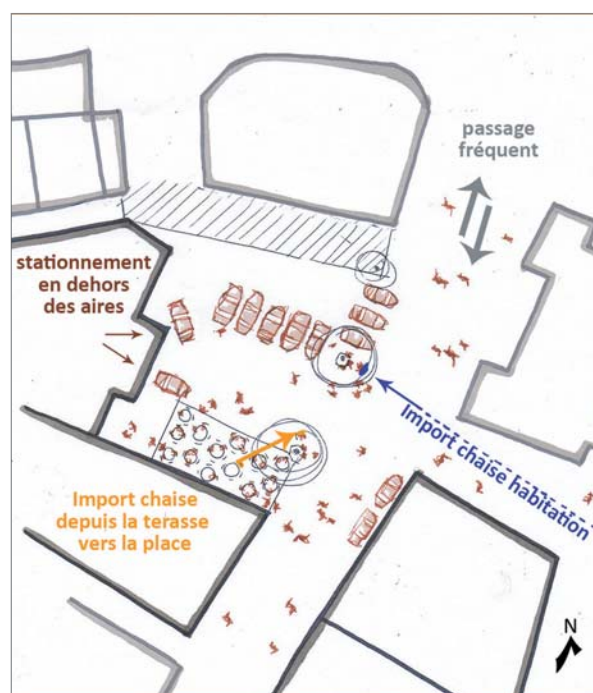 passage
fréquent
stationnement
en dehors
des aires
Import chaise habitation
Import chaise
depuis la terasse
vers la place
N